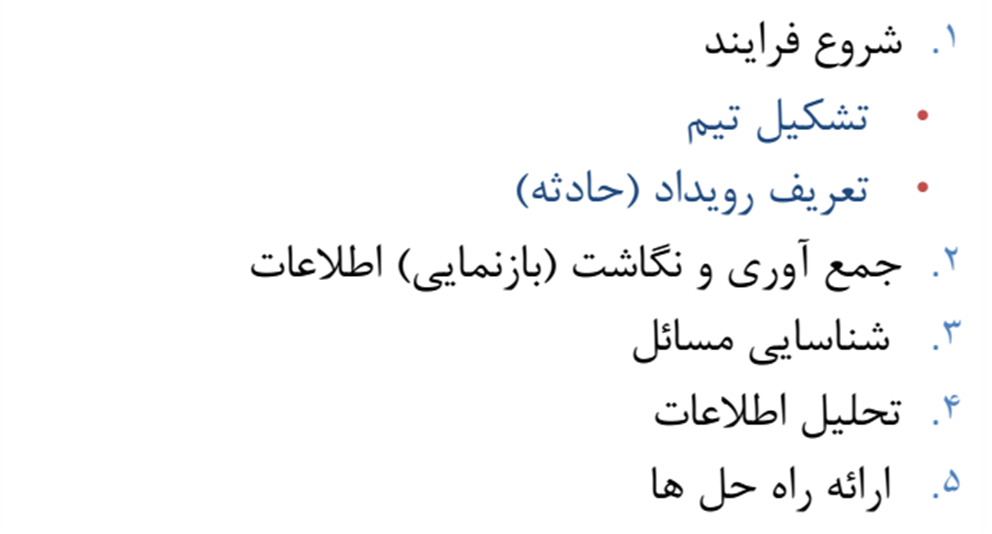 ۱. شروع فرایند
• تشکیل تیم
• تعریف رویداد (حادثه)
۲. جمع آوری و نگاشت (بازنمایی) اطلاعات
۳. شناسایی مسائل
۴. تحلیل اطلاعات
۵. ارائه راه حل ها